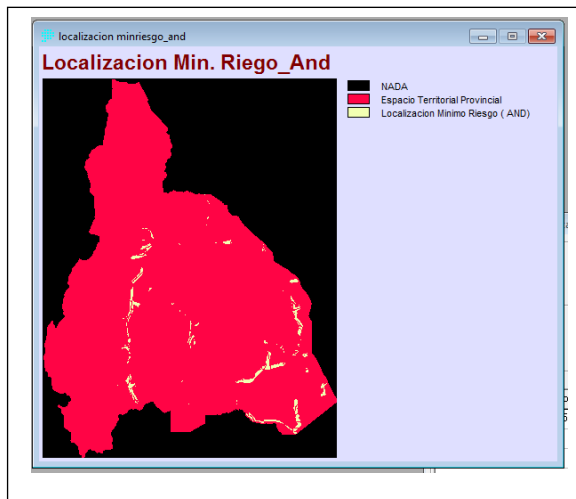 localizacion minriesgo_and
Localizacion Min. Riego_And
NADA
Espacio Territorial Provincial
Localizacion Minimo Riesgo ( AND)